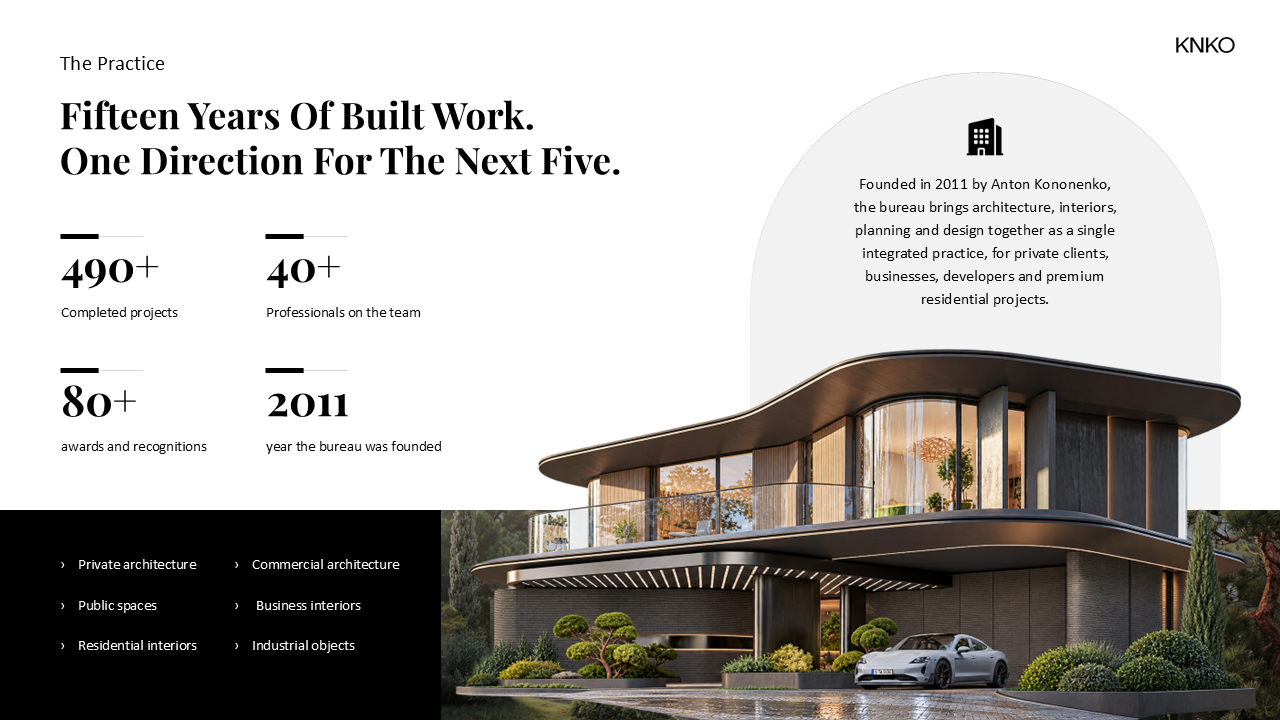 KNKO
The Practice
Fifteen Years Of Built Work.
One Direction For The Next Five.
490+
Completed projects
40+
Professionals on the team
80+
awards and recognitions
2011
year the bureau was founded
Founded in 2011 by Anton Kononenko,
the bureau brings architecture, interiors,
planning and design together as a single
integrated practice, for private clients,
businesses, developers and premium
residential projects.
› Private architecture
› Commercial architecture
› Public spaces
› Business interiors
› Residential interiors
› Industrial objects